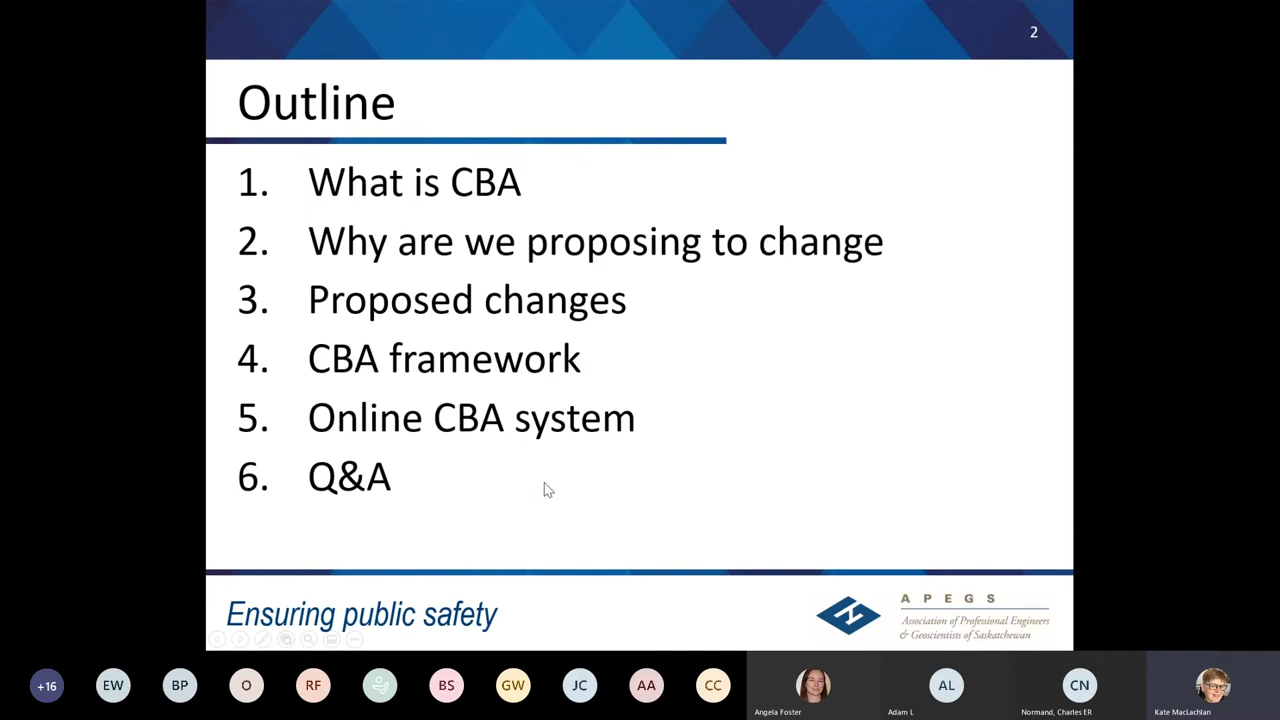 2
Outline
1. What is CBA
2. Why are we proposing to change
3. Proposed changes
4. CBA framework
5. Online CBA system
6. Q&A
Ensuring public safety
APEGS
Association of Professional Engineers
& Geoscientists of Saskatchewan
+16 EW BP O RF BS GW JC AA CC AL CN
Angela Foster Adam L Normand, Charles ER Kate MacLachlan